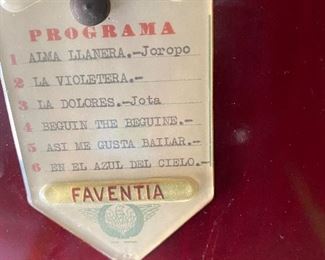 PROGRAMA
1 ALMA LLANERA.-Joropo
2 LA VIOLETERA.-
3 LA DOLORES.-Jota
4 BEGUIN THE BEGUINE.-
5 ASI ME GUSTA BAILAR.-
6 EN EL AZUL DEL CIELO.-
FAVENTIA